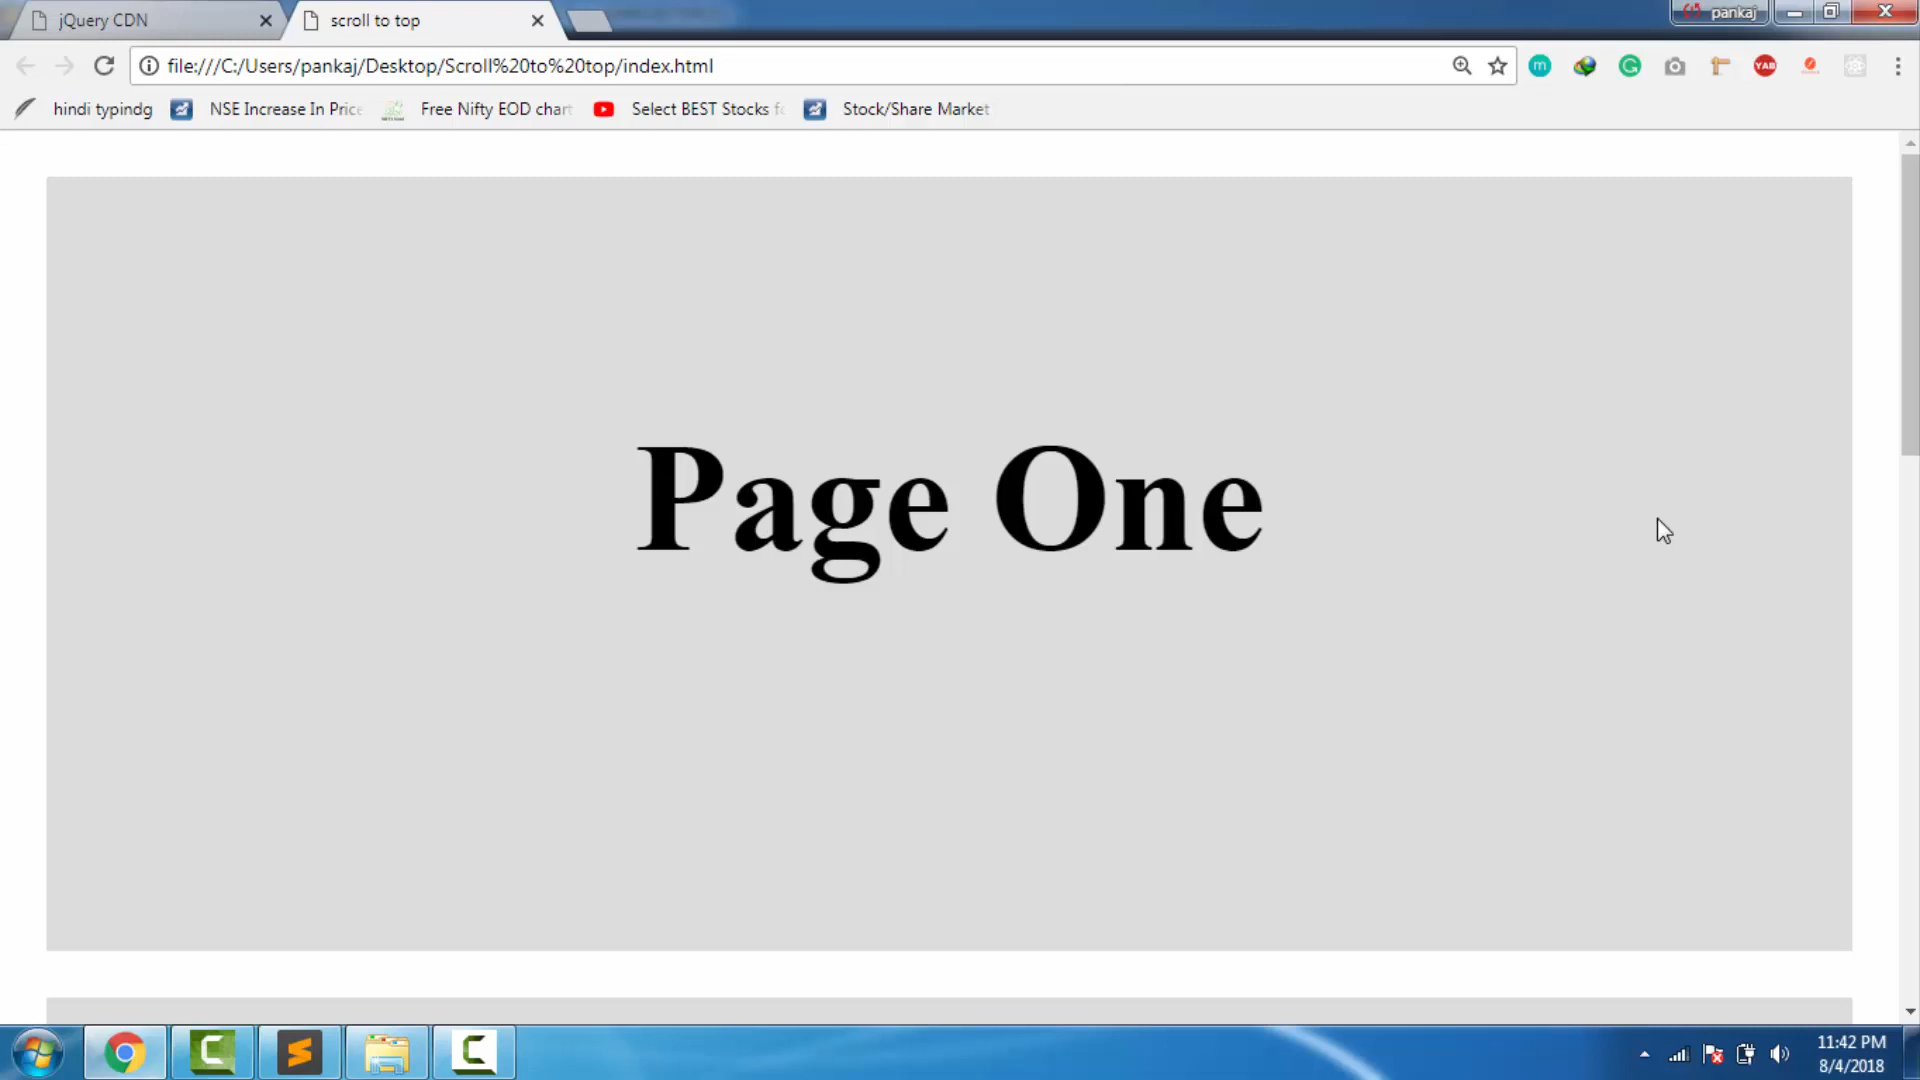 jQuery CDN
scroll to top
pankaj
file:///C:/Users/pankaj/Desktop/Scroll%20to%20top/index.html
m
YAB
hindi typindg
NSE Increase In Price
Free Nifty EOD chart
Select BEST Stocks f
Stock/Share Market
Page One
11:42 PM
8/4/2018